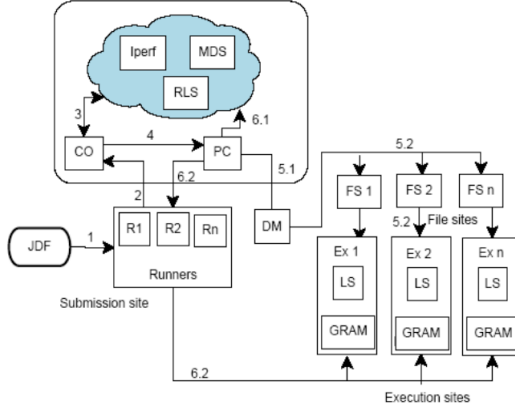 Iperf
MDS
RLS
3
4
6.1
CO
PC
5.2
2
6.2
5.1
FS 1
FS 2
FS n
R1
R2
Rn
DM
5.2
File sites
JDF
1
Runners
Ex 1
Ex 2
Ex n
LS
LS
LS
Submission site
GRAM
GRAM
GRAM
6.2
Execution sites